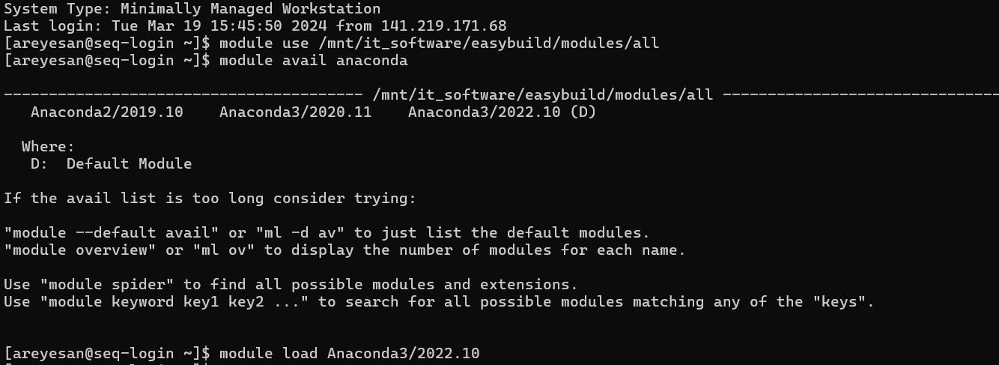 System Type: Minimally Managed Workstation
Last login: Tue Mar 19 15:45:50 2024 from 141.219.171.68
[areyesan@seq-login ~]$ module use /mnt/it_software/easybuild/modules/all
[areyesan@seq-login ~]$ module avail anaconda
---------------------------------------- /mnt/it_software/easybuild/modules/all -------------------------------
   Anaconda2/2019.10    Anaconda3/2020.11    Anaconda3/2022.10 (D)
  Where:
   D:  Default Module
If the avail list is too long consider trying:
"module --default avail" or "ml -d av" to just list the default modules.
"module overview" or "ml ov" to display the number of modules for each name.
Use "module spider" to find all possible modules and extensions.
Use "module keyword key1 key2 ..." to search for all possible modules matching any of the "keys".
[areyesan@seq-login ~]$ module load Anaconda3/2022.10